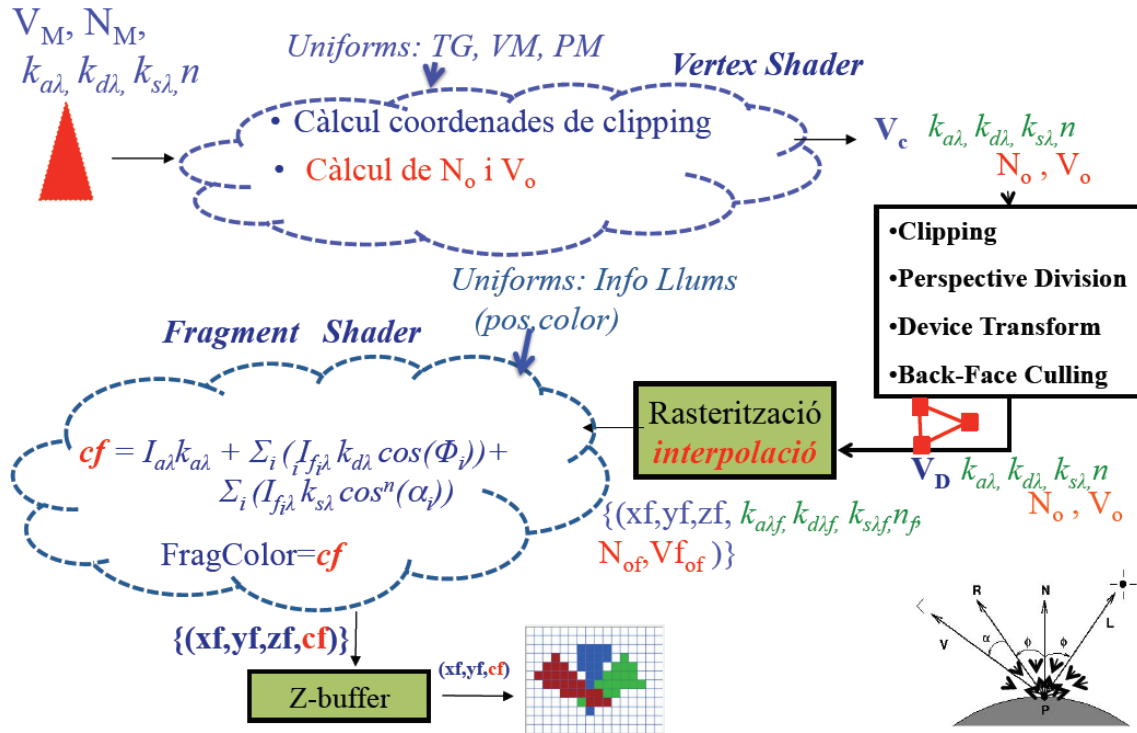 V_M, N_M,
k_aλ, k_dλ, k_sλ, n
Uniforms: TG, VM, PM
Vertex Shader
• Càlcul coordenades de clipping
• Càlcul de N_o i V_o
V_c k_aλ, k_dλ, k_sλ, n
N_o , V_o
•Clipping
•Perspective Division
•Device Transform
•Back-Face Culling
V_D k_aλ, k_dλ, k_sλ, n
N_o , V_o
Rasterització
interpolació
{(xf,yf,zf, k_aλf, k_dλf, k_sλf, n_f,
N_of,Vf_of )}
Uniforms: Info Llums
(pos,color)
Fragment Shader
cf = I_aλ k_aλ + Σ_i (_i I_fiλ k_dλ cos(Φ_i))+
Σ_i (I_fiλ k_sλ cos^n(α_i))
FragColor=cf
{(xf,yf,zf,cf)}
Z-buffer
(xf,yf,cf)
R
N
L
V
α
ϕ
ϕ
P